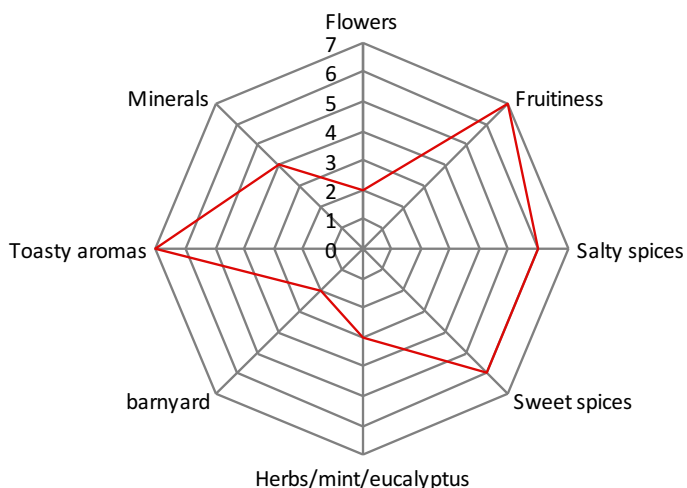 Flowers
7
6
5
4
3
2
1
0
Minerals
Fruitiness
Toasty aromas
Salty spices
barnyard
Sweet spices
Herbs/mint/eucalyptus